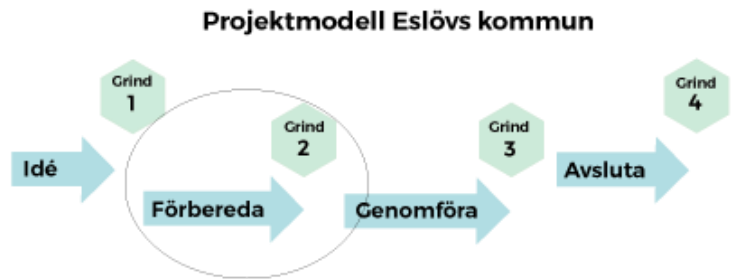 Projektmodell Eslövs kommun
Grind
1
Grind
2
Grind
3
Grind
4
Idé
Förbereda
Genomföra
Avsluta